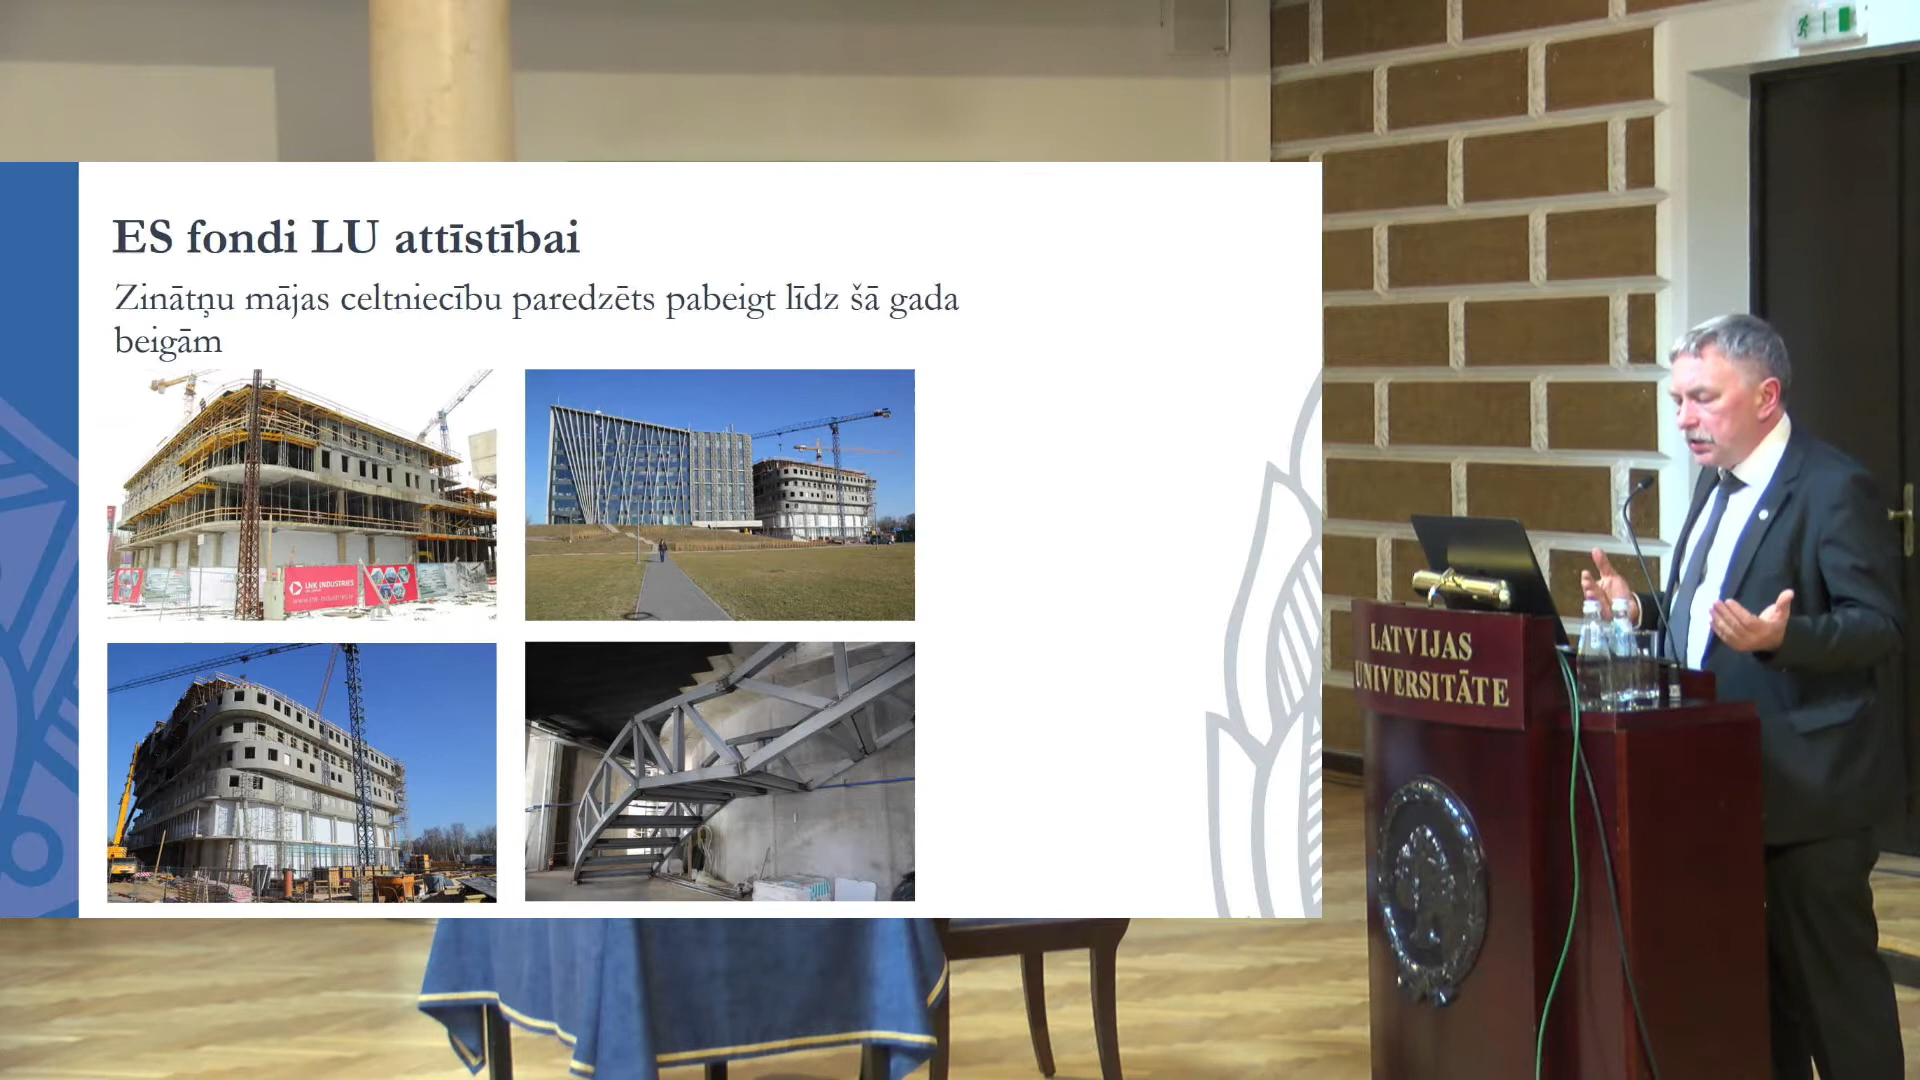 ES fondi LU attīstībai
Zinātņu mājas celtniecību paredzēts pabeigt līdz šā gada
beigām
LNK INDUSTRIES
LATVIJAS
UNIVERSITĀTE